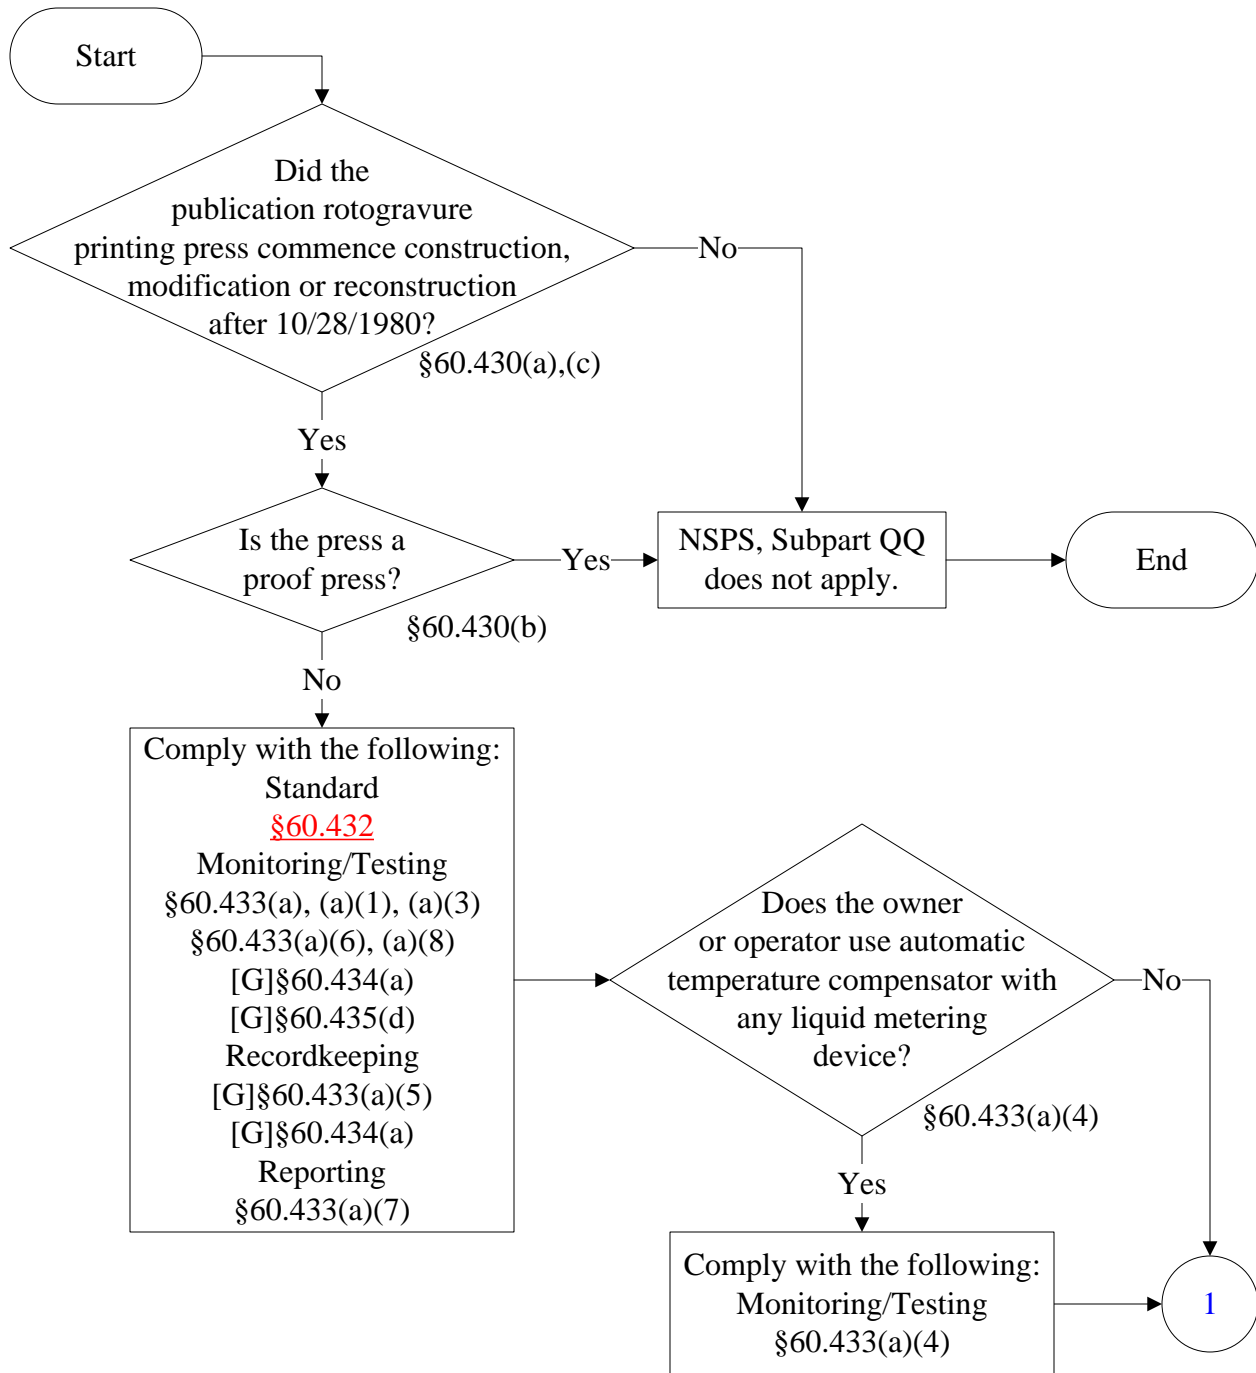 Start
Did the
publication rotogravure
printing press commence construction,
modification or reconstruction
after 10/28/1980?
No
§60.430(a),(c)
Yes
Is the press a
proof press?
Yes
§60.430(b)
NSPS, Subpart QQ
does not apply.
End
No
Comply with the following:
Standard
§60.432
Monitoring/Testing
§60.433(a), (a)(1), (a)(3)
§60.433(a)(6), (a)(8)
[G]§60.434(a)
[G]§60.435(d)
Recordkeeping
[G]§60.433(a)(5)
[G]§60.434(a)
Reporting
§60.433(a)(7)
Does the owner
or operator use automatic
temperature compensator with
any liquid metering
device?
No
§60.433(a)(4)
Yes
Comply with the following:
Monitoring/Testing
§60.433(a)(4)
1